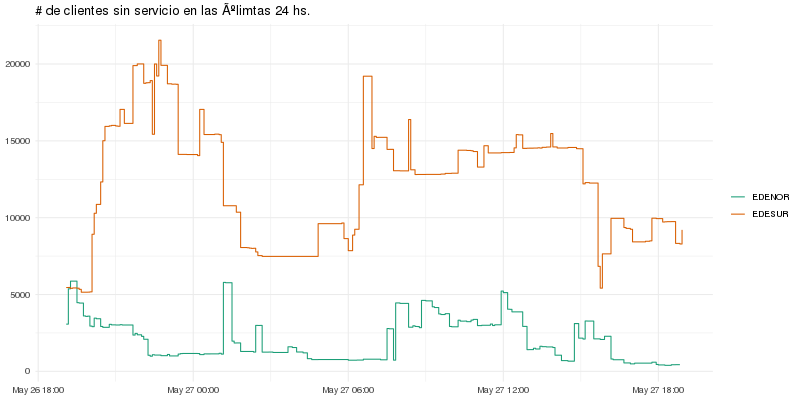 # de clientes sin servicio en las Ãºlimtas 24 hs.
20000
15000
10000
5000
0
May 26 18:00
May 27 00:00
May 27 06:00
May 27 12:00
May 27 18:00
EDENOR
EDESUR